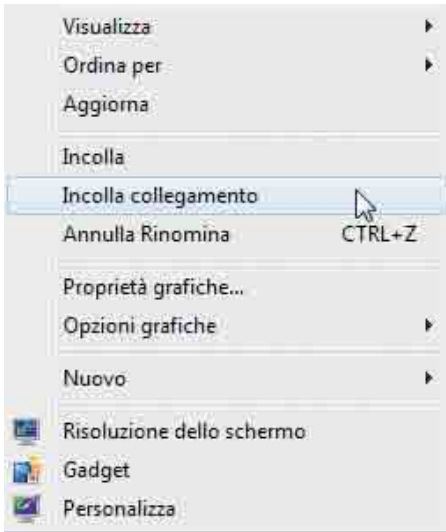 Visualizza
Ordina per
Aggiorna
Incolla
Incolla collegamento
Annulla Rinomina CTRL+Z
Proprietà grafiche...
Opzioni grafiche
Nuovo
Risoluzione dello schermo
Gadget
Personalizza